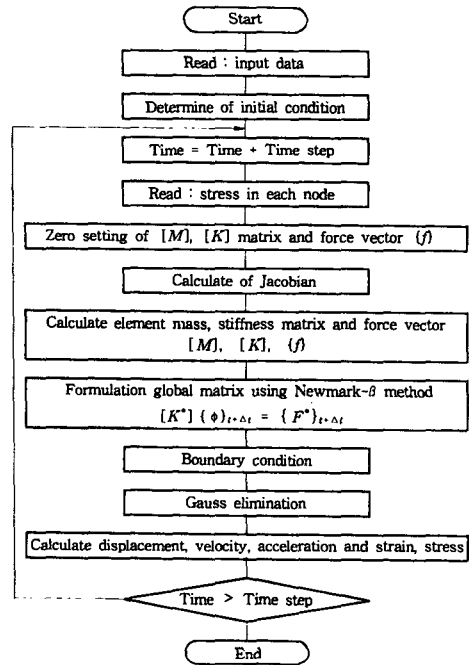 Start
Read : input data
Determine of initial condition
Time = Time + Time step
Read : stress in each node
Zero setting of [M], [K] matrix and force vector {f}
Calculate of Jacobian
Calculate element mass, stiffness matrix and force vector
[M], [K], {f}
Formulation global matrix using Newmark-β method
[K*] {φ}t+Δt = {F*}t+Δt
Boundary condition
Gauss elimination
Calculate displacement, velocity, acceleration and strain, stress
Time > Time step
End